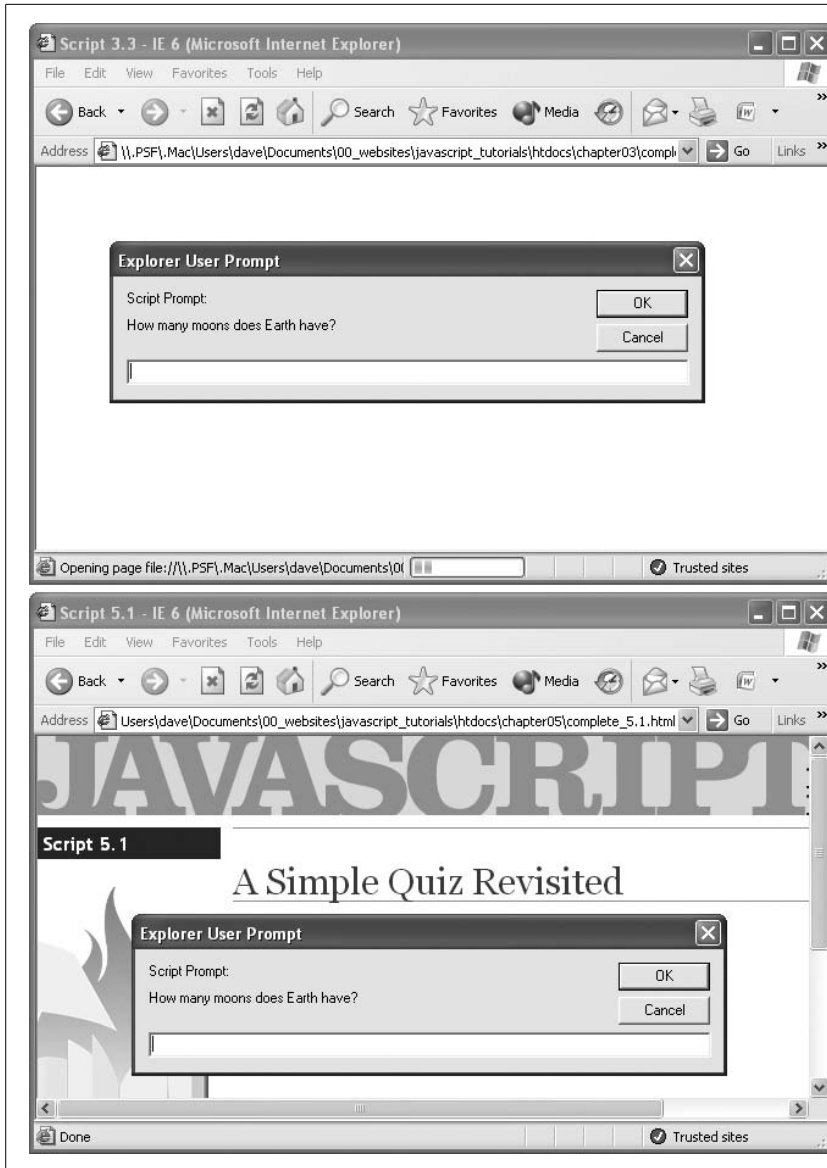 Script 3.3 - IE 6 (Microsoft Internet Explorer)
File Edit View Favorites Tools Help
Back Search Favorites Media W »
Address \\.PSF\.Mac\Users\dave\Documents\00_websites\javascript_tutorials\htdocs\chapter03\compl Go Links »
Explorer User Prompt
Script Prompt:
How many moons does Earth have?
OK
Cancel
Opening page file://\\.PSF\.Mac\Users\dave\Documents\0( Trusted sites
Script 5.1 - IE 6 (Microsoft Internet Explorer)
File Edit View Favorites Tools Help
Back Search Favorites Media W »
Address Users\dave\Documents\00_websites\javascript_tutorials\htdocs\chapter05\complete_5.1.html Go Links »
JAVASCRIPT
Script 5.1
A Simple Quiz Revisited
Explorer User Prompt
Script Prompt:
How many moons does Earth have?
OK
Cancel
Done Trusted sites